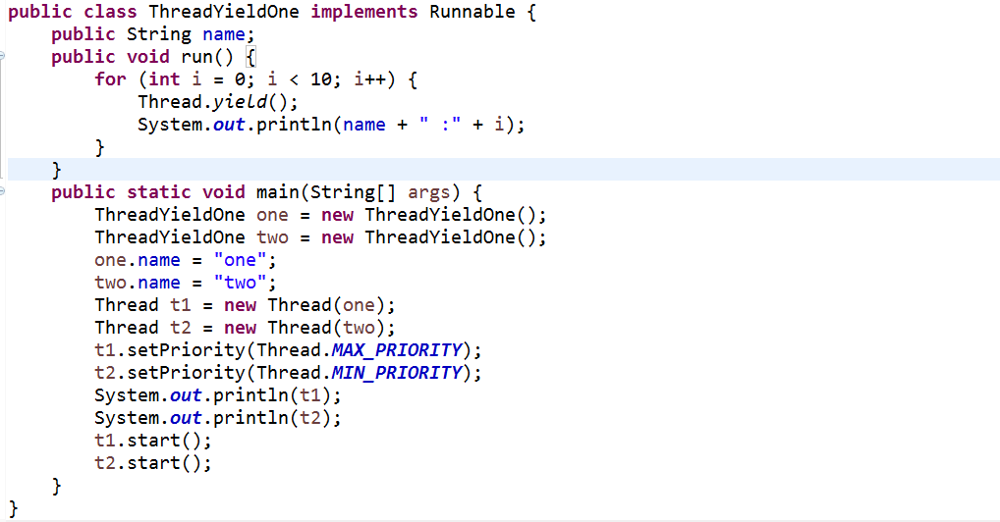 public class ThreadYieldOne implements Runnable {
    public String name;
    public void run() {
        for (int i = 0; i < 10; i++) {
            Thread.yield();
            System.out.println(name + " :" + i);
        }
    }
    public static void main(String[] args) {
        ThreadYieldOne one = new ThreadYieldOne();
        ThreadYieldOne two = new ThreadYieldOne();
        one.name = "one";
        two.name = "two";
        Thread t1 = new Thread(one);
        Thread t2 = new Thread(two);
        t1.setPriority(Thread.MAX_PRIORITY);
        t2.setPriority(Thread.MIN_PRIORITY);
        System.out.println(t1);
        System.out.println(t2);
        t1.start();
        t2.start();
    }
}